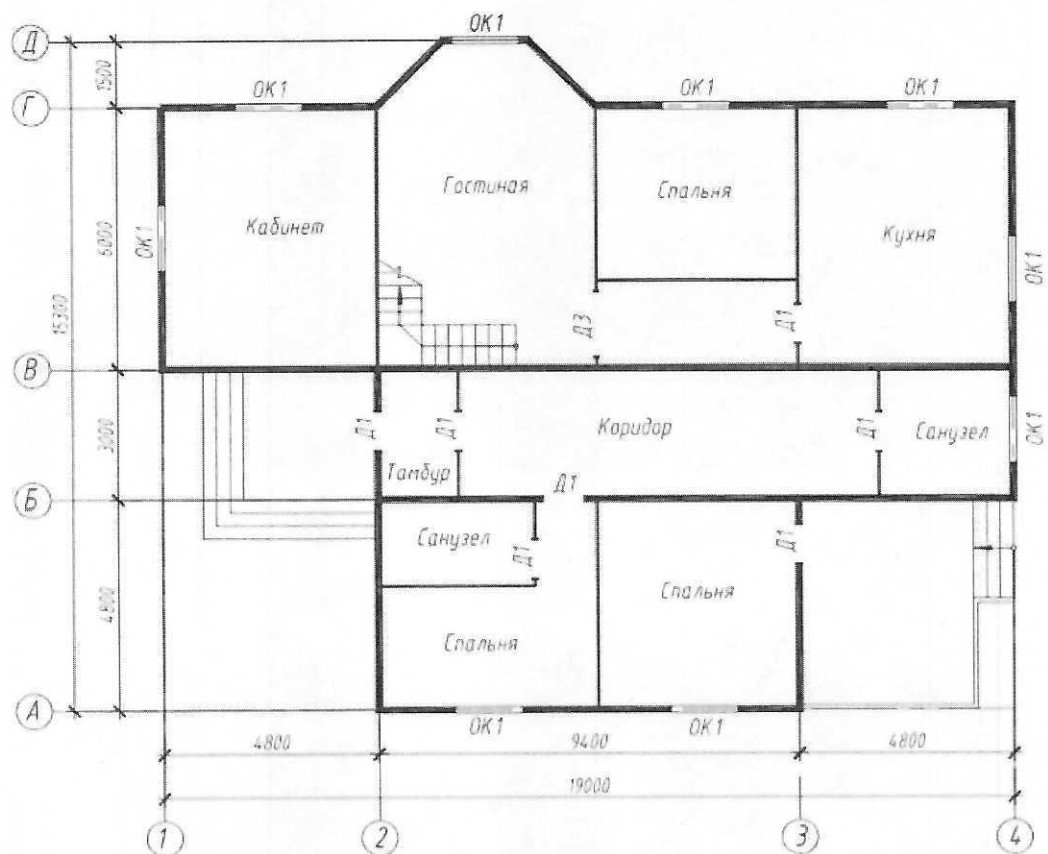 ОК1
Д
1500
Г
ОК1
ОК1
ОК1
Гостиная
Спальня
Кабинет
Кухня
ОК1
6000
ОК1
15300
Д3
Д1
В
3000
Д1
Д1
Коридор
Д1
Санузел
ОК1
Тамбур
Д1
Б
Санузел
Д1
Д1
4800
Спальня
Спальня
А
ОК1
ОК1
4800
9400
4800
19000
1
2
3
4